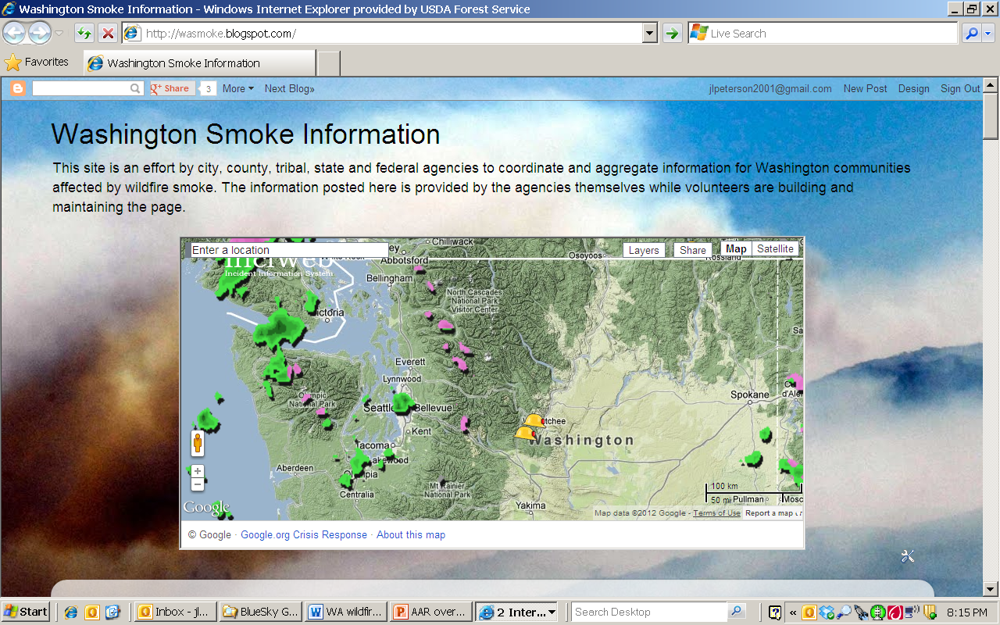 Washington Smoke Information - Windows Internet Explorer provided by USDA Forest Service
http://wasmoke.blogspot.com/
Live Search
Favorites
Washington Smoke Information
Share
3
More
Next Blog»
jlpeterson2001@gmail.com
New Post
Design
Sign Out
Washington Smoke Information
This site is an effort by city, county, tribal, state and federal agencies to coordinate and aggregate information for Washington communities
affected by wildfire smoke. The information posted here is provided by the agencies themselves while volunteers are building and
maintaining the page.
Enter a location
Layers
Share
Map
Satellite
Chilliwack
Abbotsford
Osoyoos
Rossland
Incident Information System
Bellingham
North Cascades
National Park
Visitor Center
Victoria
Everett
Lynnwood
Spokane
d'Ale
Olympic
National Park
Seattle
Bellevue
Kent
Washington
Tacoma
Lakewood
Aberdeen
Olympia
Centralia
Mt Rainier
National Park
Yakima
100 km
50 mi
Pullman
Mosc
Google
Map data ©2012 Google -
Terms of Use
Report a map
© Google · Google.org Crisis Response · About this map
Start
Inbox - jl...
BlueSky G...
WA wildfir...
AAR over...
2 Inter...
Search Desktop
8:15 PM